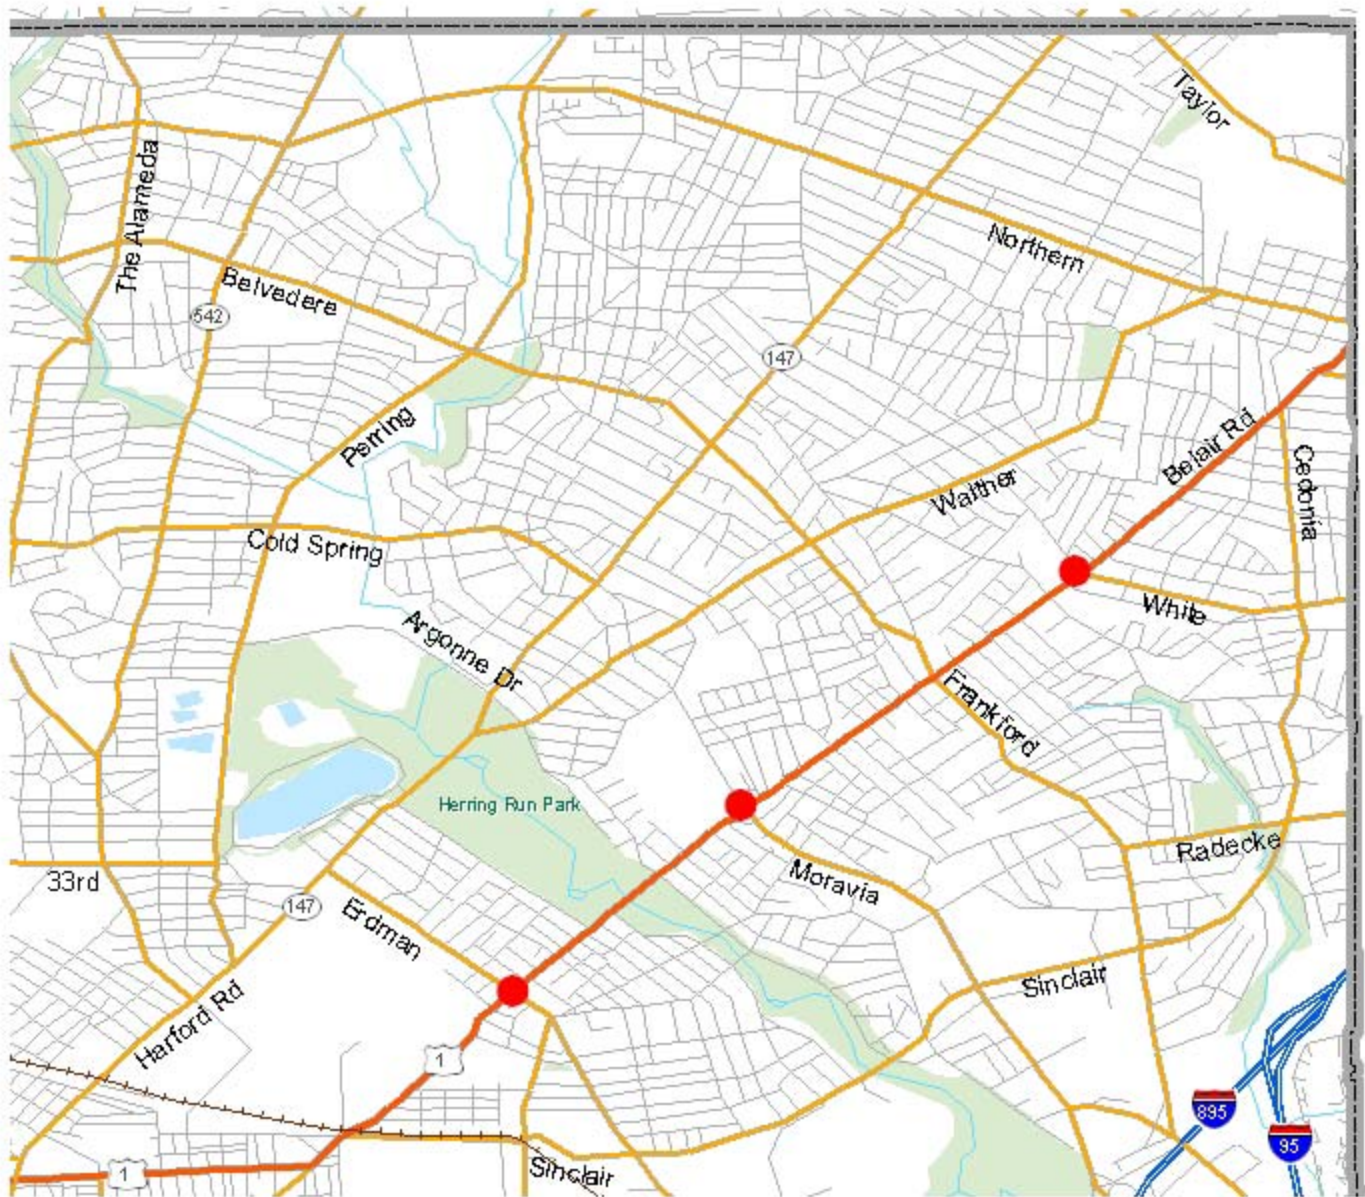 Taylor
The Alameda
Northern
Belvedere
542
147
Perring
Belair Rd
Cedonia
Walther
Cold Spring
White
Argonne Dr
Frankford
Herring Run Park
Radecke
Moravia
33rd
147
Erdman
Sinclair
Harford Rd
1
895
95
1
Sinclair